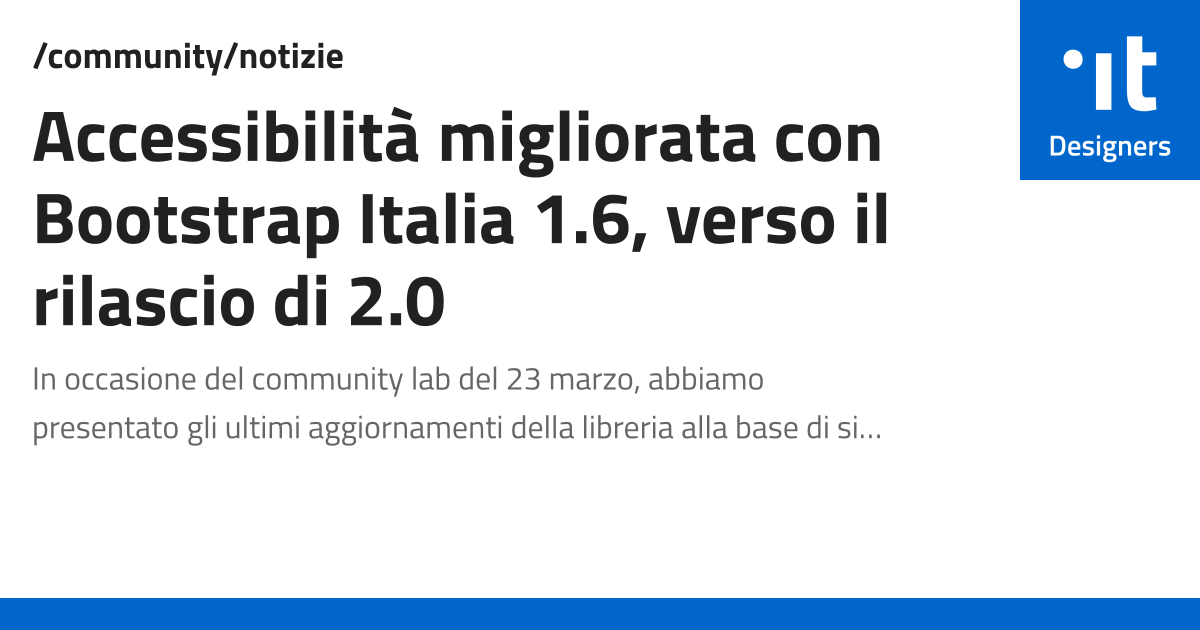 /community/notizie
Accessibilità migliorata con
Bootstrap Italia 1.6, verso il
rilascio di 2.0
In occasione del community lab del 23 marzo, abbiamo
presentato gli ultimi aggiornamenti della libreria alla base di si...
it
Designers